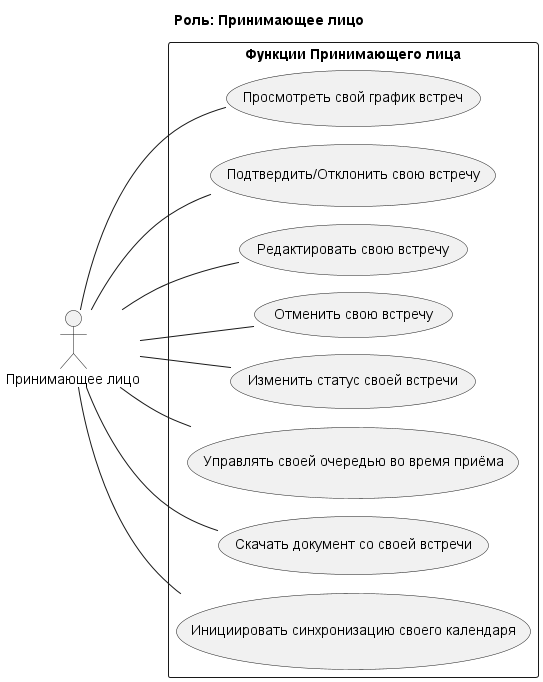 Роль: Принимающее лицо
Функции Принимающего лица
Просмотреть свой график встреч
Подтвердить/Отклонить свою встречу
Редактировать свою встречу
Отменить свою встречу
Принимающее лицо
Изменить статус своей встречи
Управлять своей очередью во время приёма
Скачать документ со своей встречи
Инициировать синхронизацию своего календаря